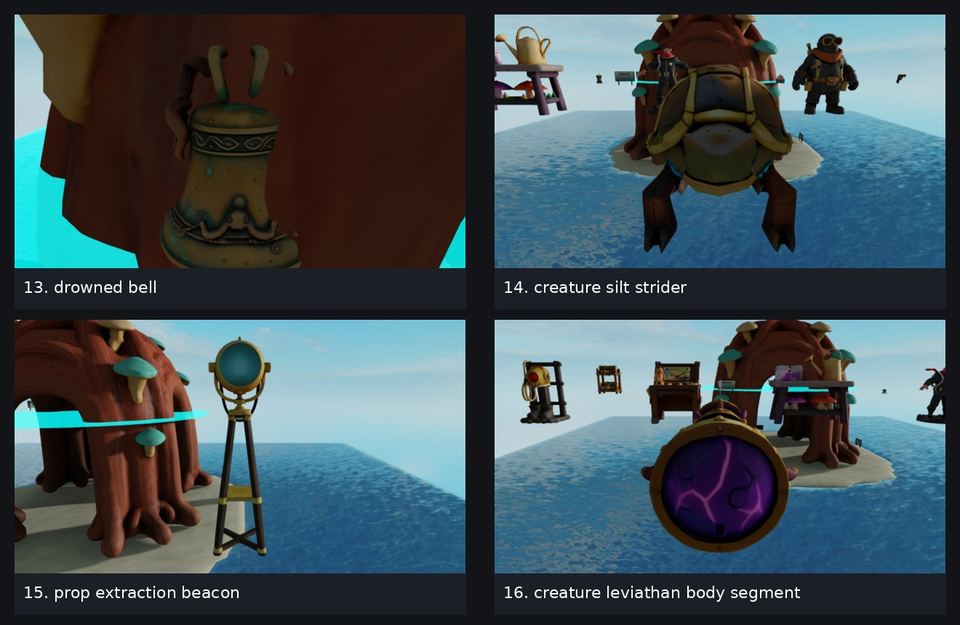 13. drowned bell
14. creature silt strider
15. prop extraction beacon
16. creature leviathan body segment